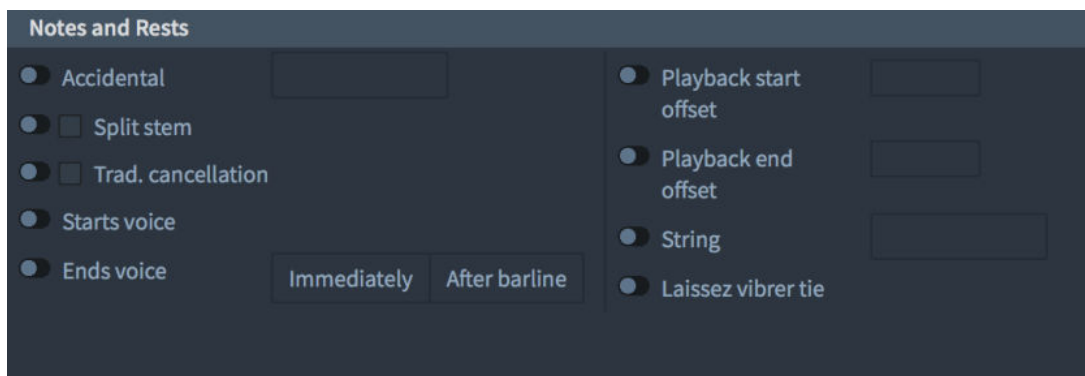 Notes and Rests
Accidental
Split stem
Trad. cancellation
Starts voice
Ends voice
Immediately
After barline
Playback start
offset
Playback end
offset
String
Laissez vibrer tie